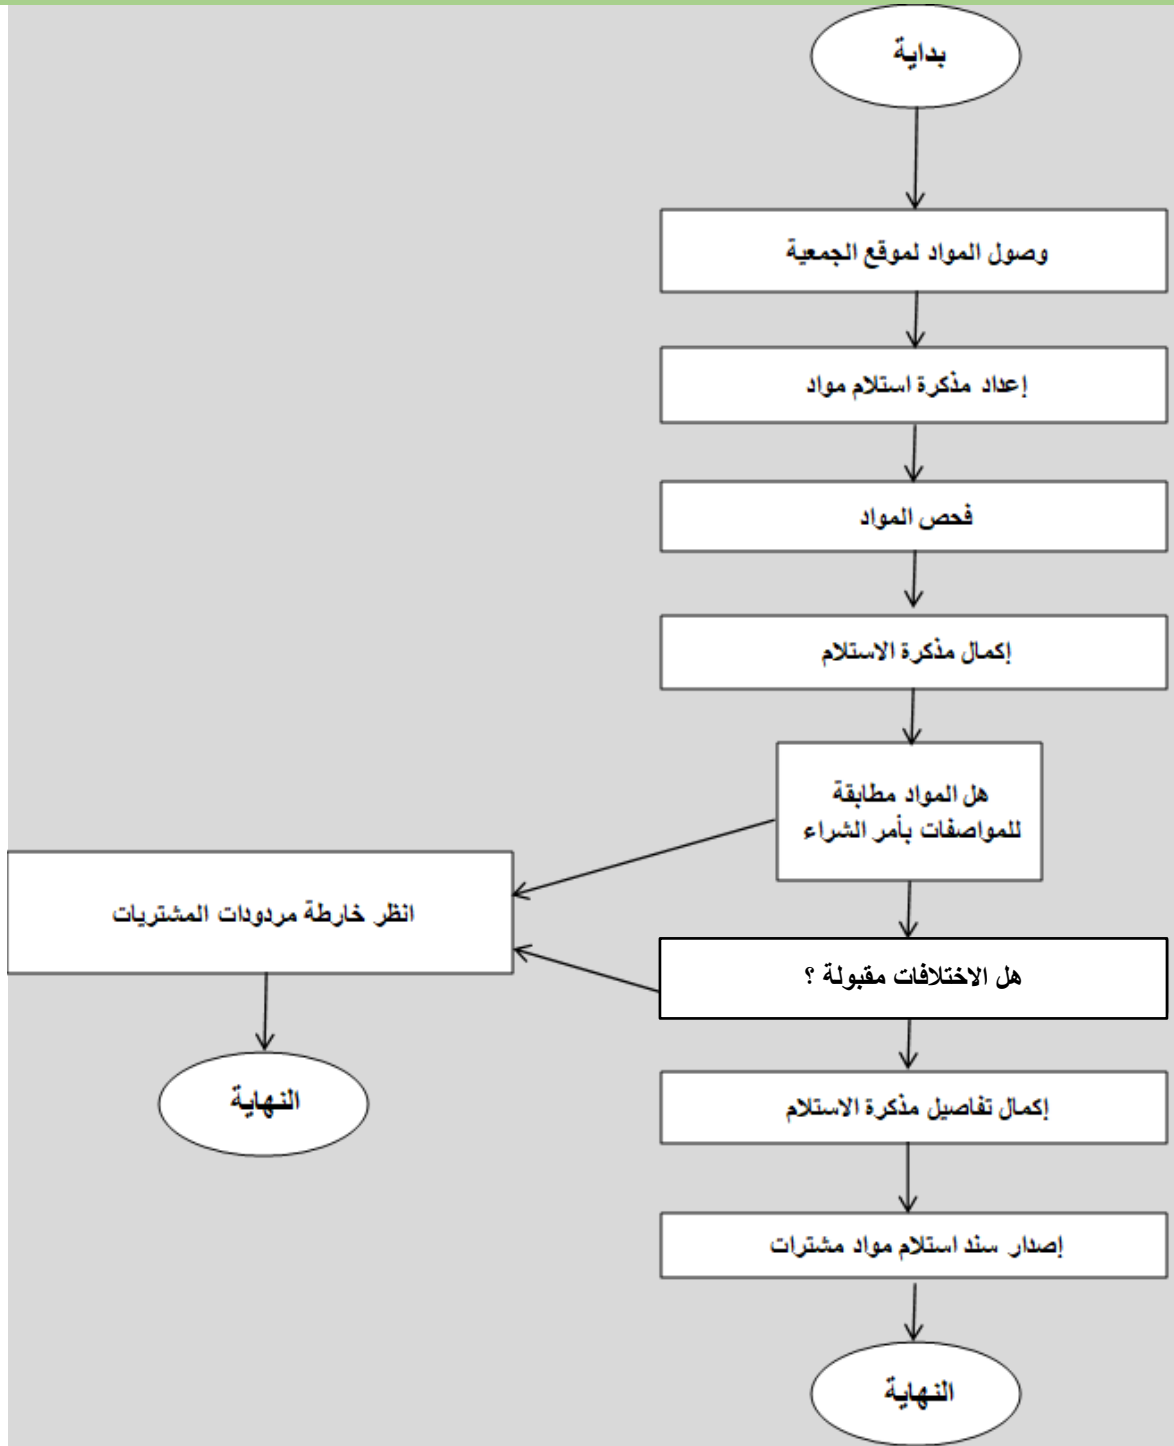 بداية
وصول المواد لموقع الجمعية
إعداد مذكرة استلام مواد
فحص المواد
إكمال مذكرة الاستلام
هل المواد مطابقة
للمواصفات بأمر الشراء
انظر خارطة مردودات المشتريات
هل الاختلافات مقبولة ؟
إكمال تفاصيل مذكرة الاستلام
النهاية
إصدار سند استلام مواد مشترات
النهاية